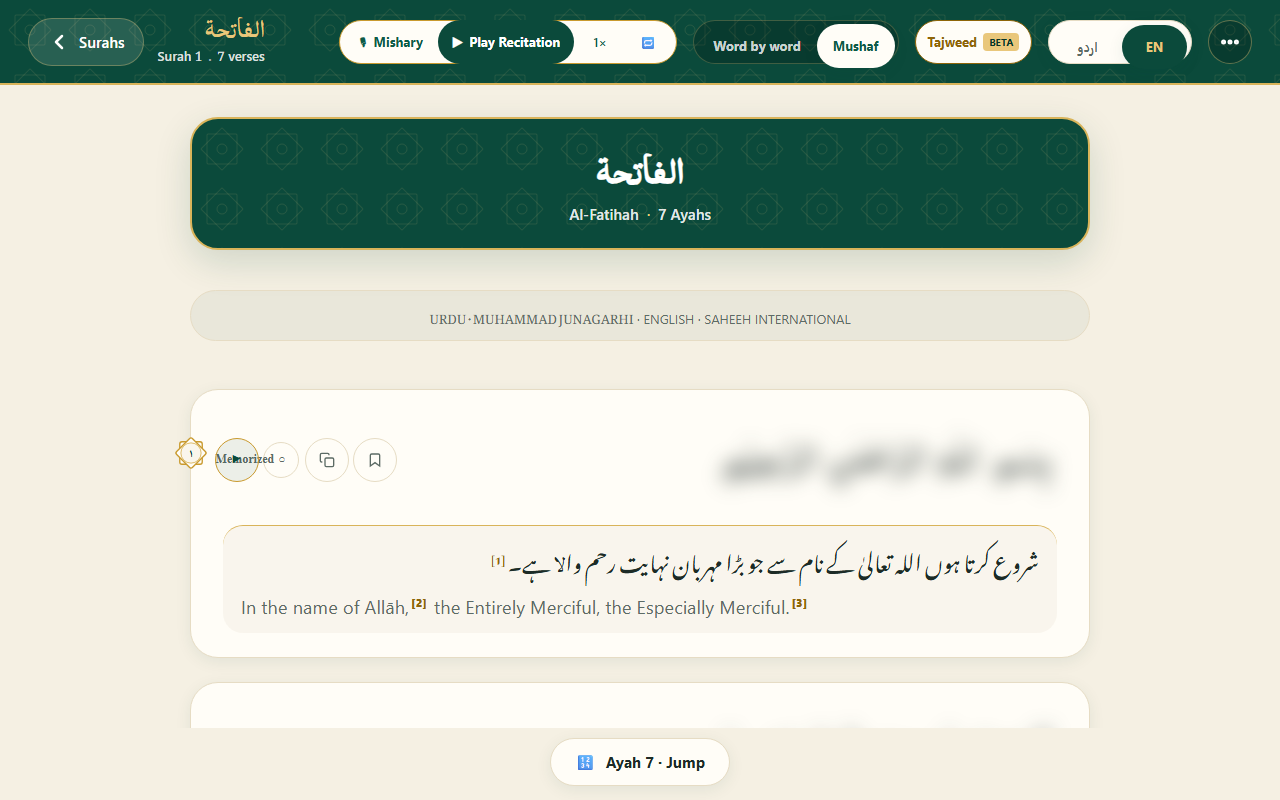 Surahs
الفاتحة
Surah 1 . 7 verses
Mishary
Play Recitation
1×
Word by word
Mushaf
Tajweed BETA
اردو
EN
الفاتحة
Al-Fatihah · 7 Ayahs
URDU · MUHAMMAD JUNAGARHI · ENGLISH · SAHEEH INTERNATIONAL
١
Memorized
شروع کرتا ہوں اللہ تعالیٰ کے نام سے جو بڑا مہربان نہایت رحم والا ہے۔ [1]
In the name of Allāh,[2] the Entirely Merciful, the Especially Merciful.[3]
Ayah 7 · Jump